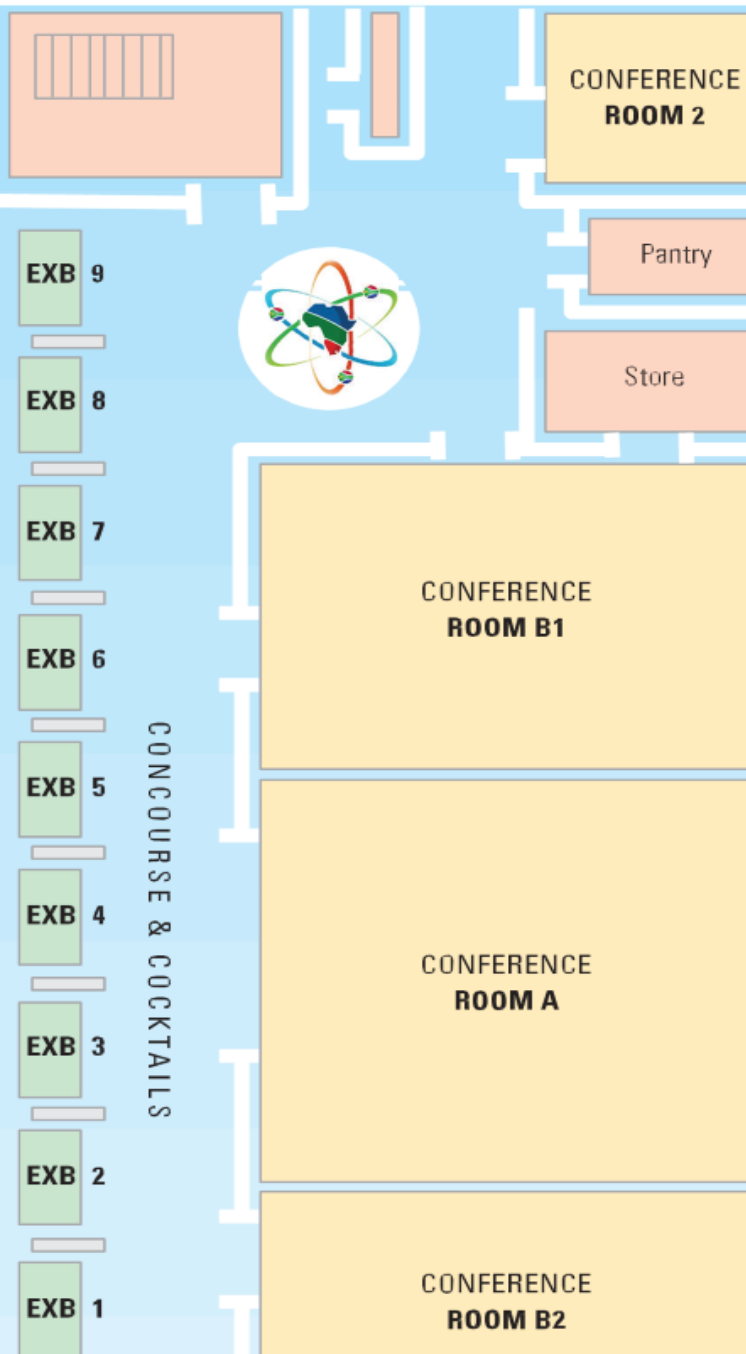 CONFERENCE
ROOM 2
Pantry
Store
EXB 9
EXB 8
EXB 7
EXB 6
EXB 5
EXB 4
EXB 3
EXB 2
EXB 1
CONCOURSE & COCKTAILS
CONFERENCE
ROOM B1
CONFERENCE
ROOM A
CONFERENCE
ROOM B2